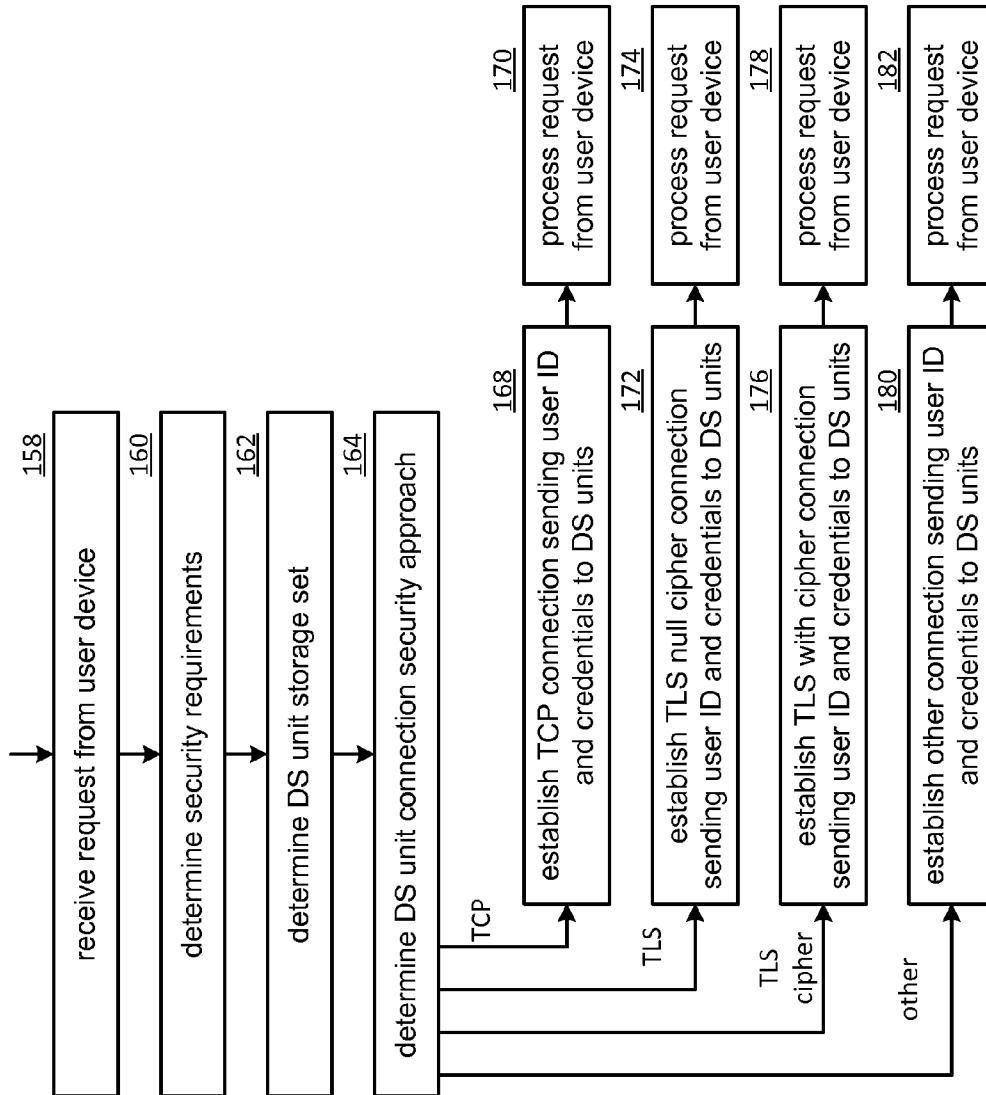 158
receive request from user device
160
determine security requirements
162
determine DS unit storage set
164
determine DS unit connection security approach
TCP
168
establish TCP connection sending user ID
and credentials to DS units
170
process request
from user device
TLS
172
establish TLS null cipher connection
sending user ID and credentials to DS units
174
process request
from user device
TLS
cipher
176
establish TLS with cipher connection
sending user ID and credentials to DS units
178
process request
from user device
other
180
establish other connection sending user ID
and credentials to DS units
182
process request
from user device